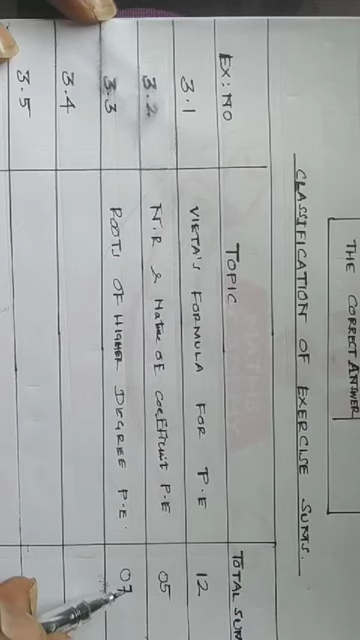 THE CORRECT ANSWER
CLASSIFICATION OF EXERCISE SUMS.
EX: NO TOPIC TOTAL SUM
3.1 VIETA'S FORMULA FOR P.E 12
3.2 N.R & Nature of Coefficient P.E 05
3.3 ROOTS OF HIGHER DEGREE P.E. 07
3.4
3.5